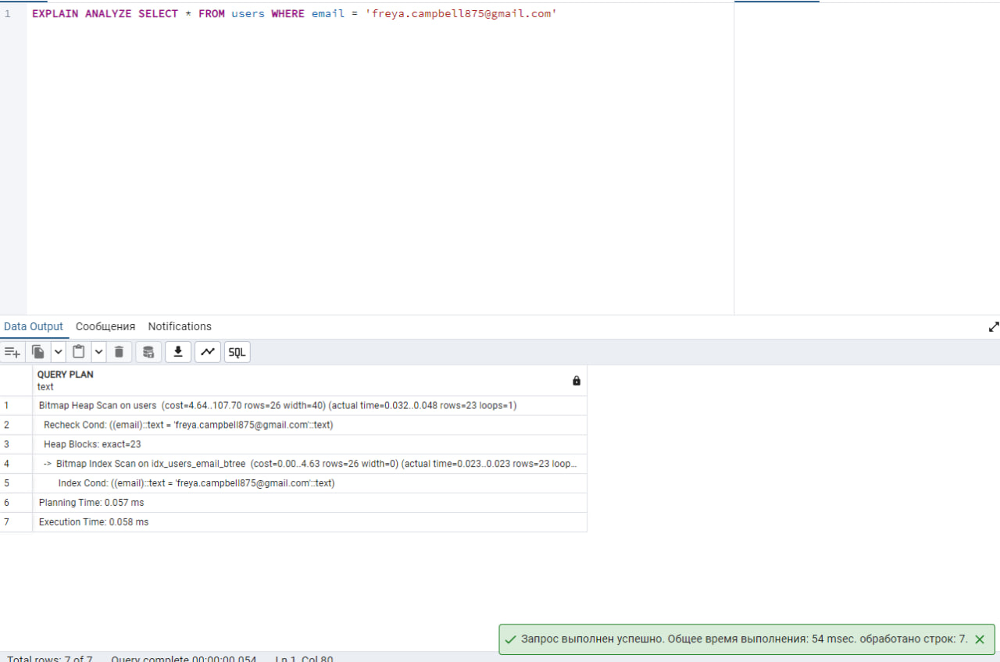 1 EXPLAIN ANALYZE SELECT * FROM users WHERE email = 'freya.campbell875@gmail.com'
Data Output Сообщения Notifications
SQL
QUERY PLAN
text
1 Bitmap Heap Scan on users (cost=4.64..107.70 rows=26 width=40) (actual time=0.032..0.048 rows=23 loops=1)
2 Recheck Cond: ((email)::text = 'freya.campbell875@gmail.com'::text)
3 Heap Blocks: exact=23
4 -> Bitmap Index Scan on idx_users_email_btree (cost=0.00..4.63 rows=26 width=0) (actual time=0.023..0.023 rows=23 loop...
5 Index Cond: ((email)::text = 'freya.campbell875@gmail.com'::text)
6 Planning Time: 0.057 ms
7 Execution Time: 0.058 ms
Запрос выполнен успешно. Общее время выполнения: 54 msec. обработано строк: 7.
Total rows: 7 of 7 Query complete 00:00:00.054 Ln 1, Col 80